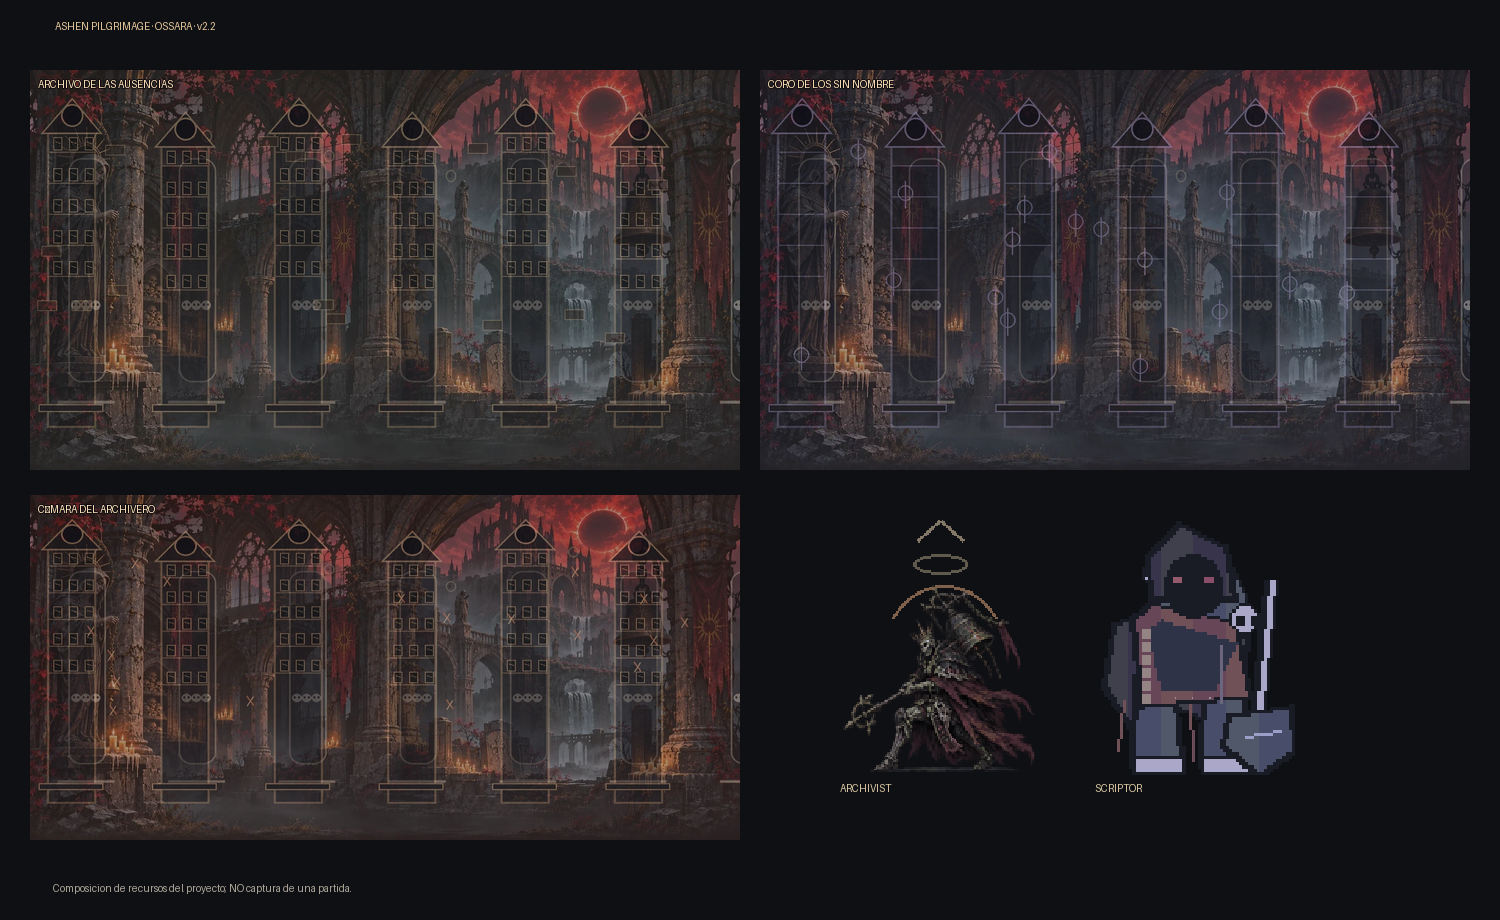 ASHEN PILGRIMAGE · OSSARA · v2.2
ARCHIVO DE LAS AUSENCIAS
CORO DE LOS SIN NOMBRE
C□MARA DEL ARCHIVERO
ARCHIVIST
SCRIPTOR
Composicion de recursos del proyecto; NO captura de una partida.